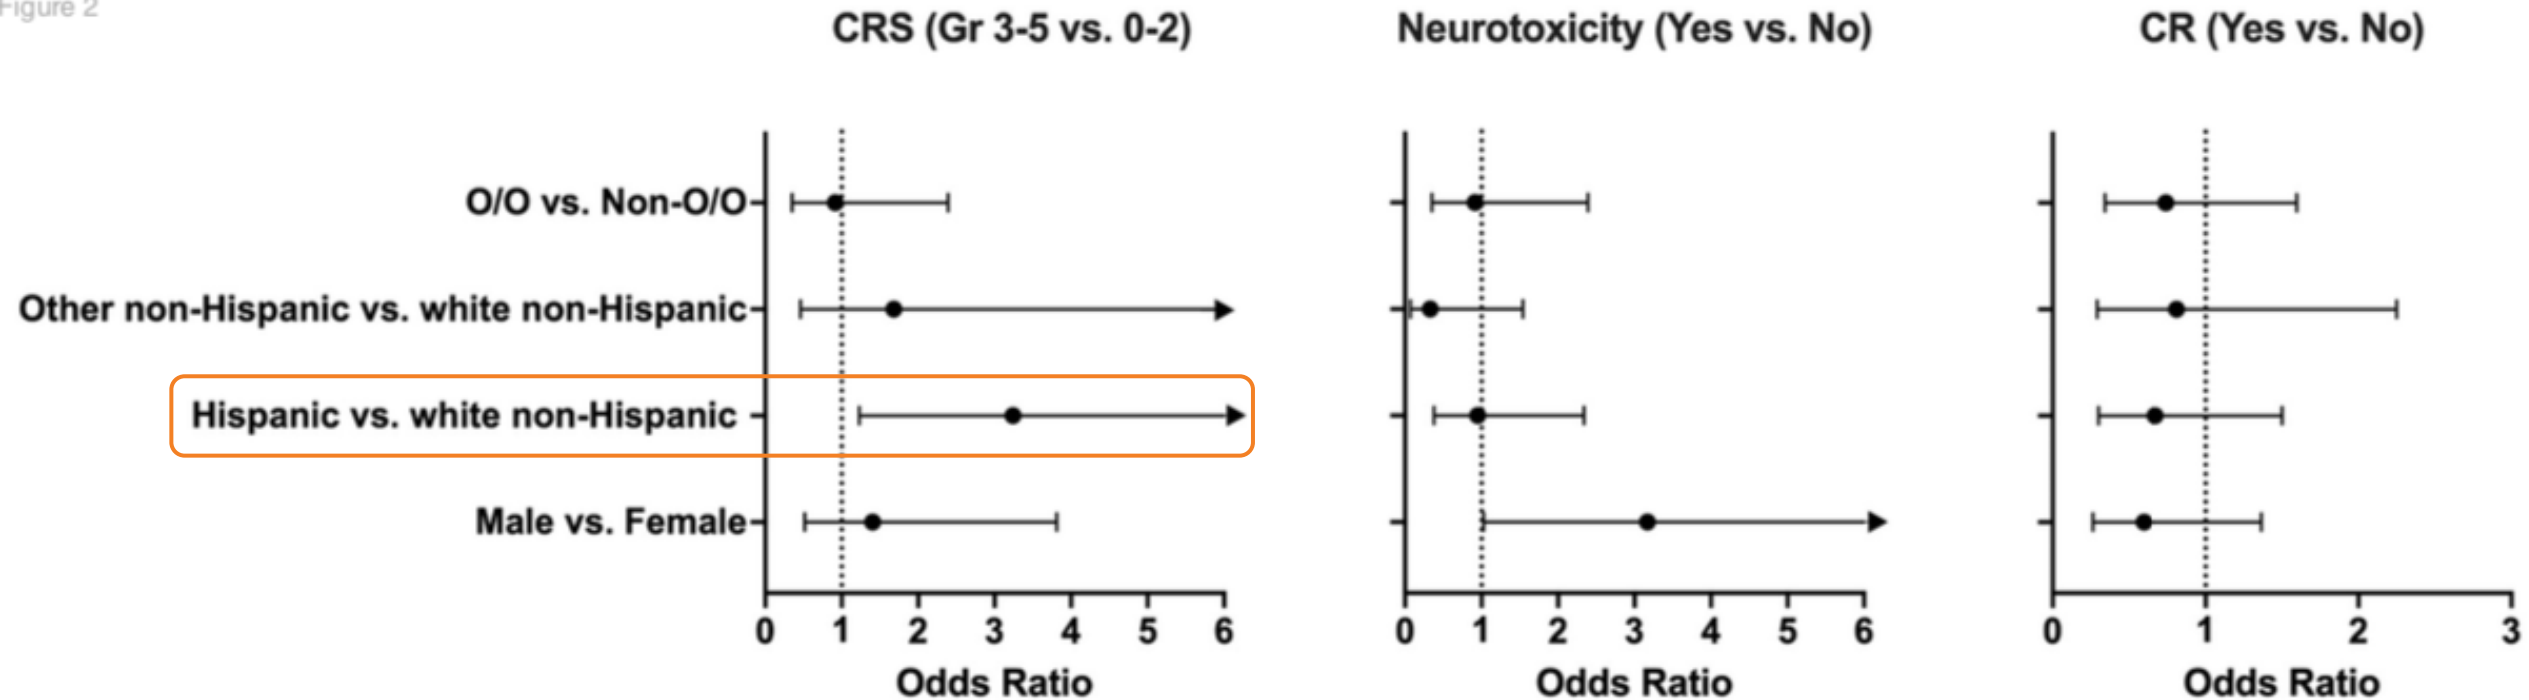 Figure 2
CRS (Gr 3-5 vs. 0-2)
Neurotoxicity (Yes vs. No)
CR (Yes vs. No)
O/O vs. Non-O/O
Other non-Hispanic vs. white non-Hispanic
Hispanic vs. white non-Hispanic
Male vs. Female
0 1 2 3 4 5 6
Odds Ratio
0 1 2 3 4 5 6
Odds Ratio
0 1 2 3
Odds Ratio